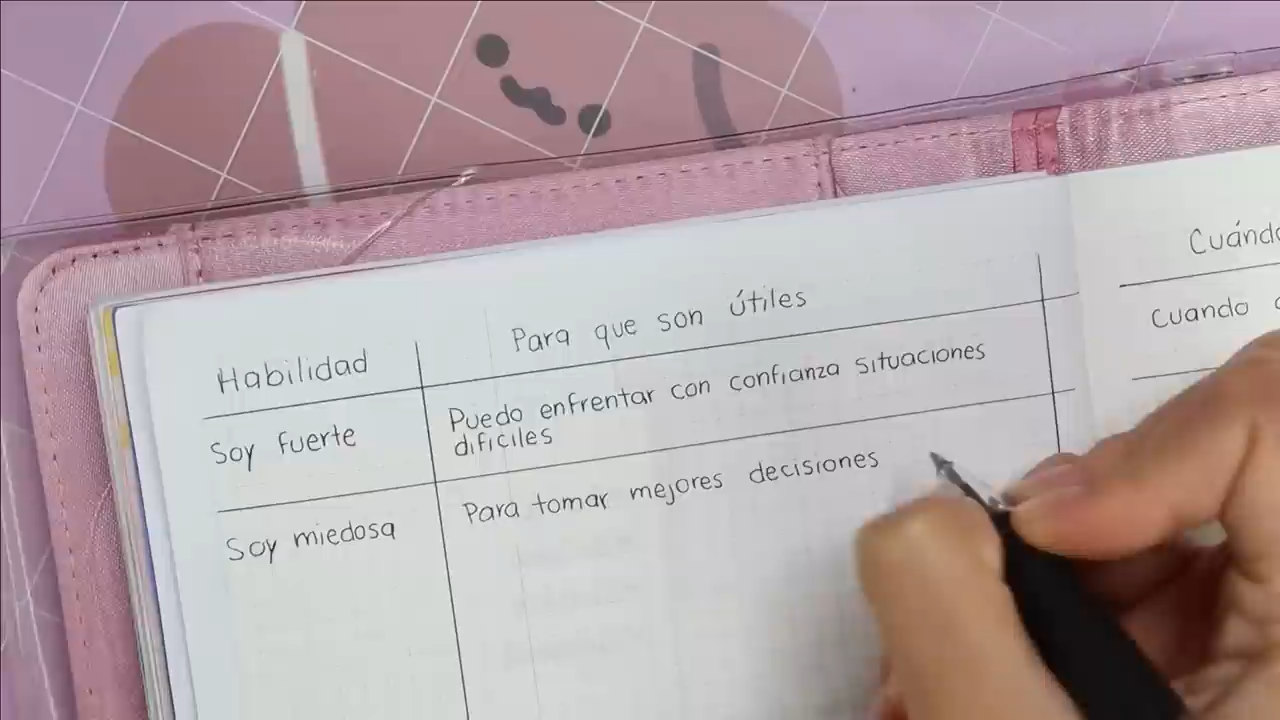 Habilidad
Para que son útiles
Soy fuerte
Puedo enfrentar con confianza situaciones
dificiles
Soy miedosa
Para tomar mejores decisiones
Cuando